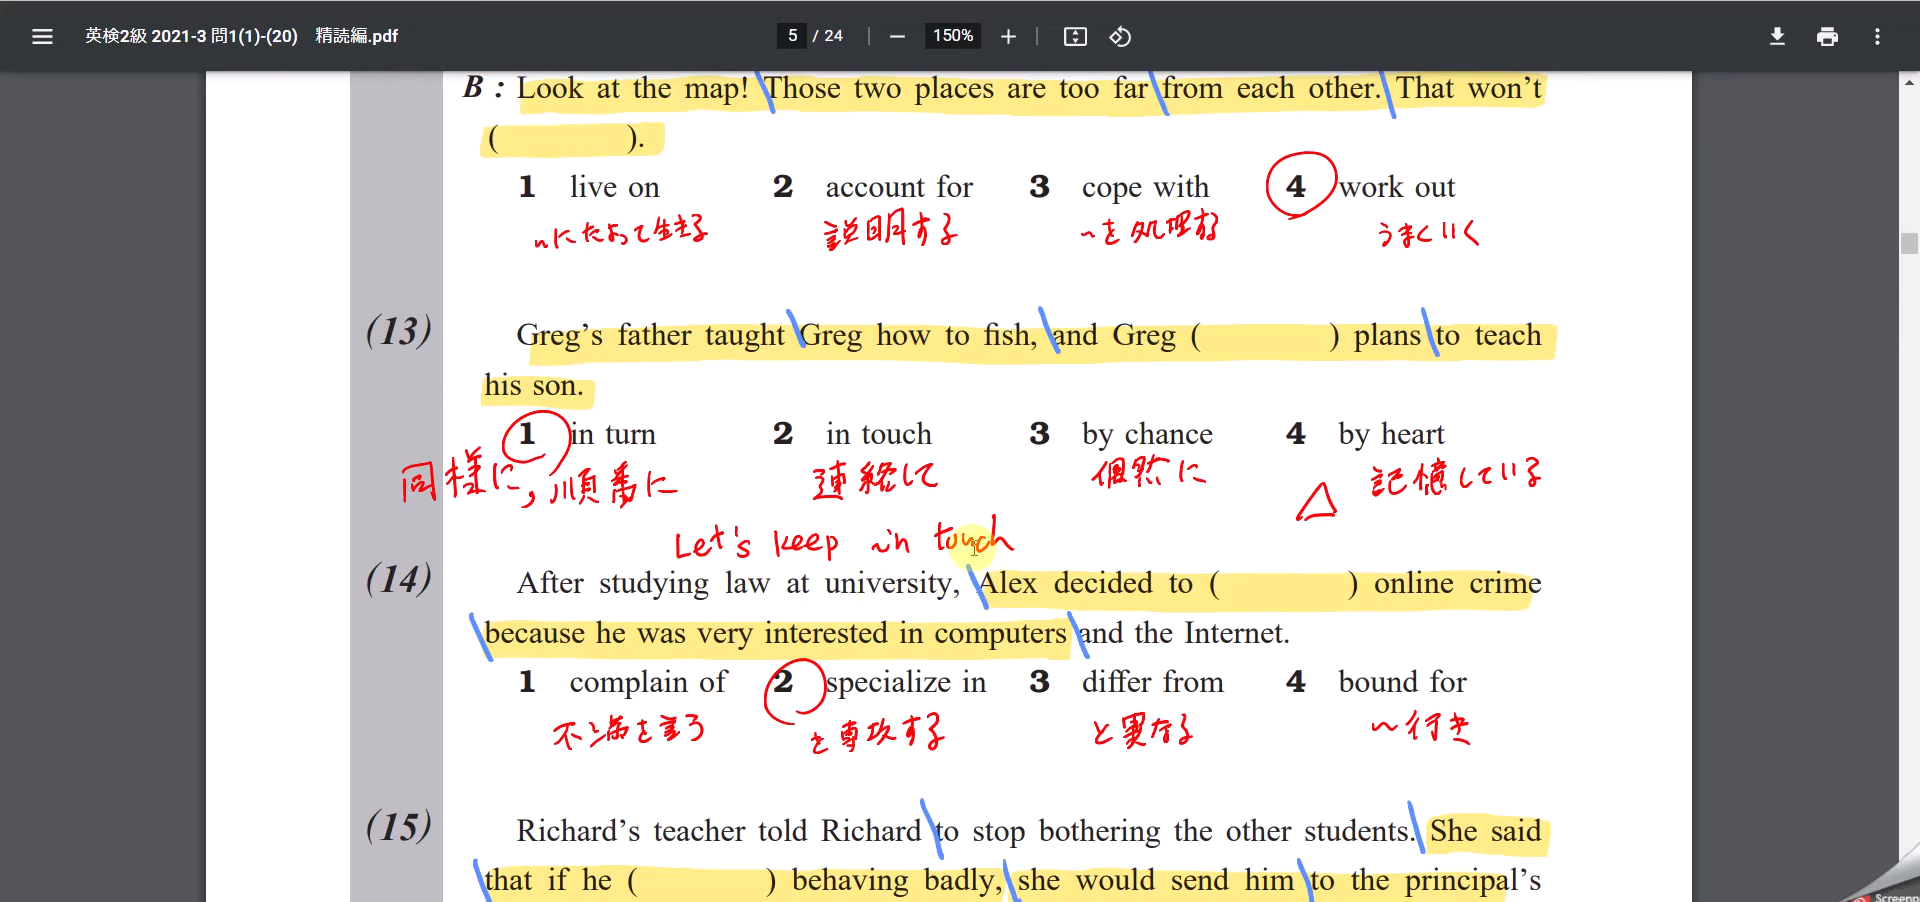 英検2級 2021-3 問1(1)-(20) 精読編.pdf
5 / 24
150%
B : Look at the map! Those two places are too far from each other. That won't
( ).
1 live on 2 account for 3 cope with 4 work out
〜にたよって生きる 説明する 〜を処理する うまくいく
(13) Greg's father taught Greg how to fish, and Greg ( ) plans to teach
his son.
1 in turn 2 in touch 3 by chance 4 by heart
同様に, 順番に 連絡して 偶然に 記憶している
Let's keep in touch
(14) After studying law at university, Alex decided to ( ) online crime
because he was very interested in computers and the Internet.
1 complain of 2 specialize in 3 differ from 4 bound for
不満を言う を専攻する と異なる 〜行き
(15) Richard's teacher told Richard to stop bothering the other students. She said
that if he ( ) behaving badly, she would send him to the principal's